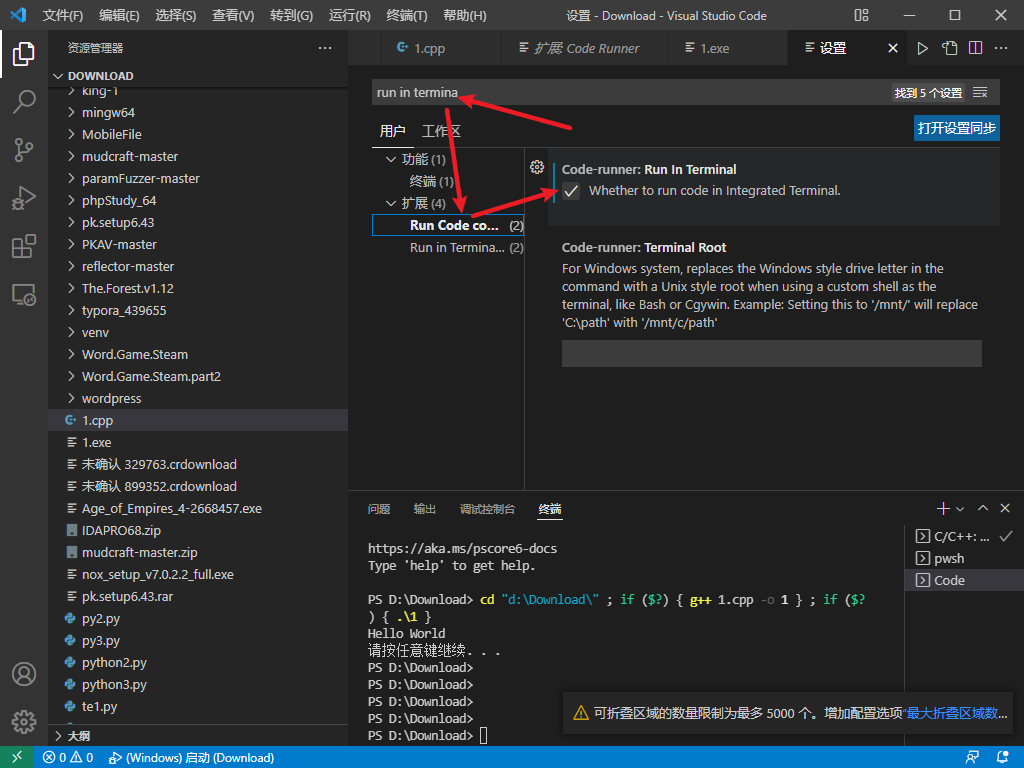 文件(F) 编辑(E) 选择(S) 查看(V) 转到(G) 运行(R) 终端(T) 帮助(H) 设置 - Download - Visual Studio Code
资源管理器
1.cpp 扩展 Code Runner 1.exe 设置
DOWNLOAD
king-1
mingw64
MobileFile
mudcraft-master
paramFuzzer-master
phpStudy_64
pk.setup6.43
PKAV-master
reflector-master
The.Forest.v1.12
typora_439655
venv
Word.Game.Steam
Word.Game.Steam.part2
wordpress
1.cpp
1.exe
未确认 329763.crdownload
未确认 899352.crdownload
Age_of_Empires_4-2668457.exe
IDAPRO68.zip
mudcraft-master.zip
nox_setup_v7.0.2.2_full.exe
pk.setup6.43.rar
py2.py
py3.py
python2.py
python3.py
te1.py
大纲
run in termina 找到 5 个设置
用户 工作区 打开设置同步
功能 (1)
终端 (1)
扩展 (4)
Run Code co... (2)
Run in Termina... (2)
Code-runner: Run In Terminal
Whether to run code in Integrated Terminal.
Code-runner: Terminal Root
For Windows system, replaces the Windows style drive letter in the
command with a Unix style root when using a custom shell as the
terminal, like Bash or Cgywin. Example: Setting this to '/mnt/' will replace
'C:\path' with '/mnt/c/path'
问题 输出 调试控制台 终端
https://aka.ms/pscore6-docs
Type 'help' to get help.
PS D:\Download> cd "d:\Download\" ; if ($?) { g++ 1.cpp -o 1 } ; if ($?
) { .\1 }
Hello World
请按任意键继续. . .
PS D:\Download>
PS D:\Download>
PS D:\Download>
PS D:\Download>
PS D:\Download>
C/C++: ...
pwsh
Code
可折叠区域的数量限制为最多 5000 个。增加配置选项“最大折叠区域数...
0 0 (Windows) 启动 (Download)